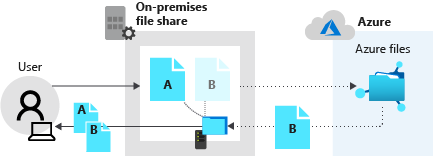 On-premises
file share
Azure
User
Azure files
A
B
A
B
B